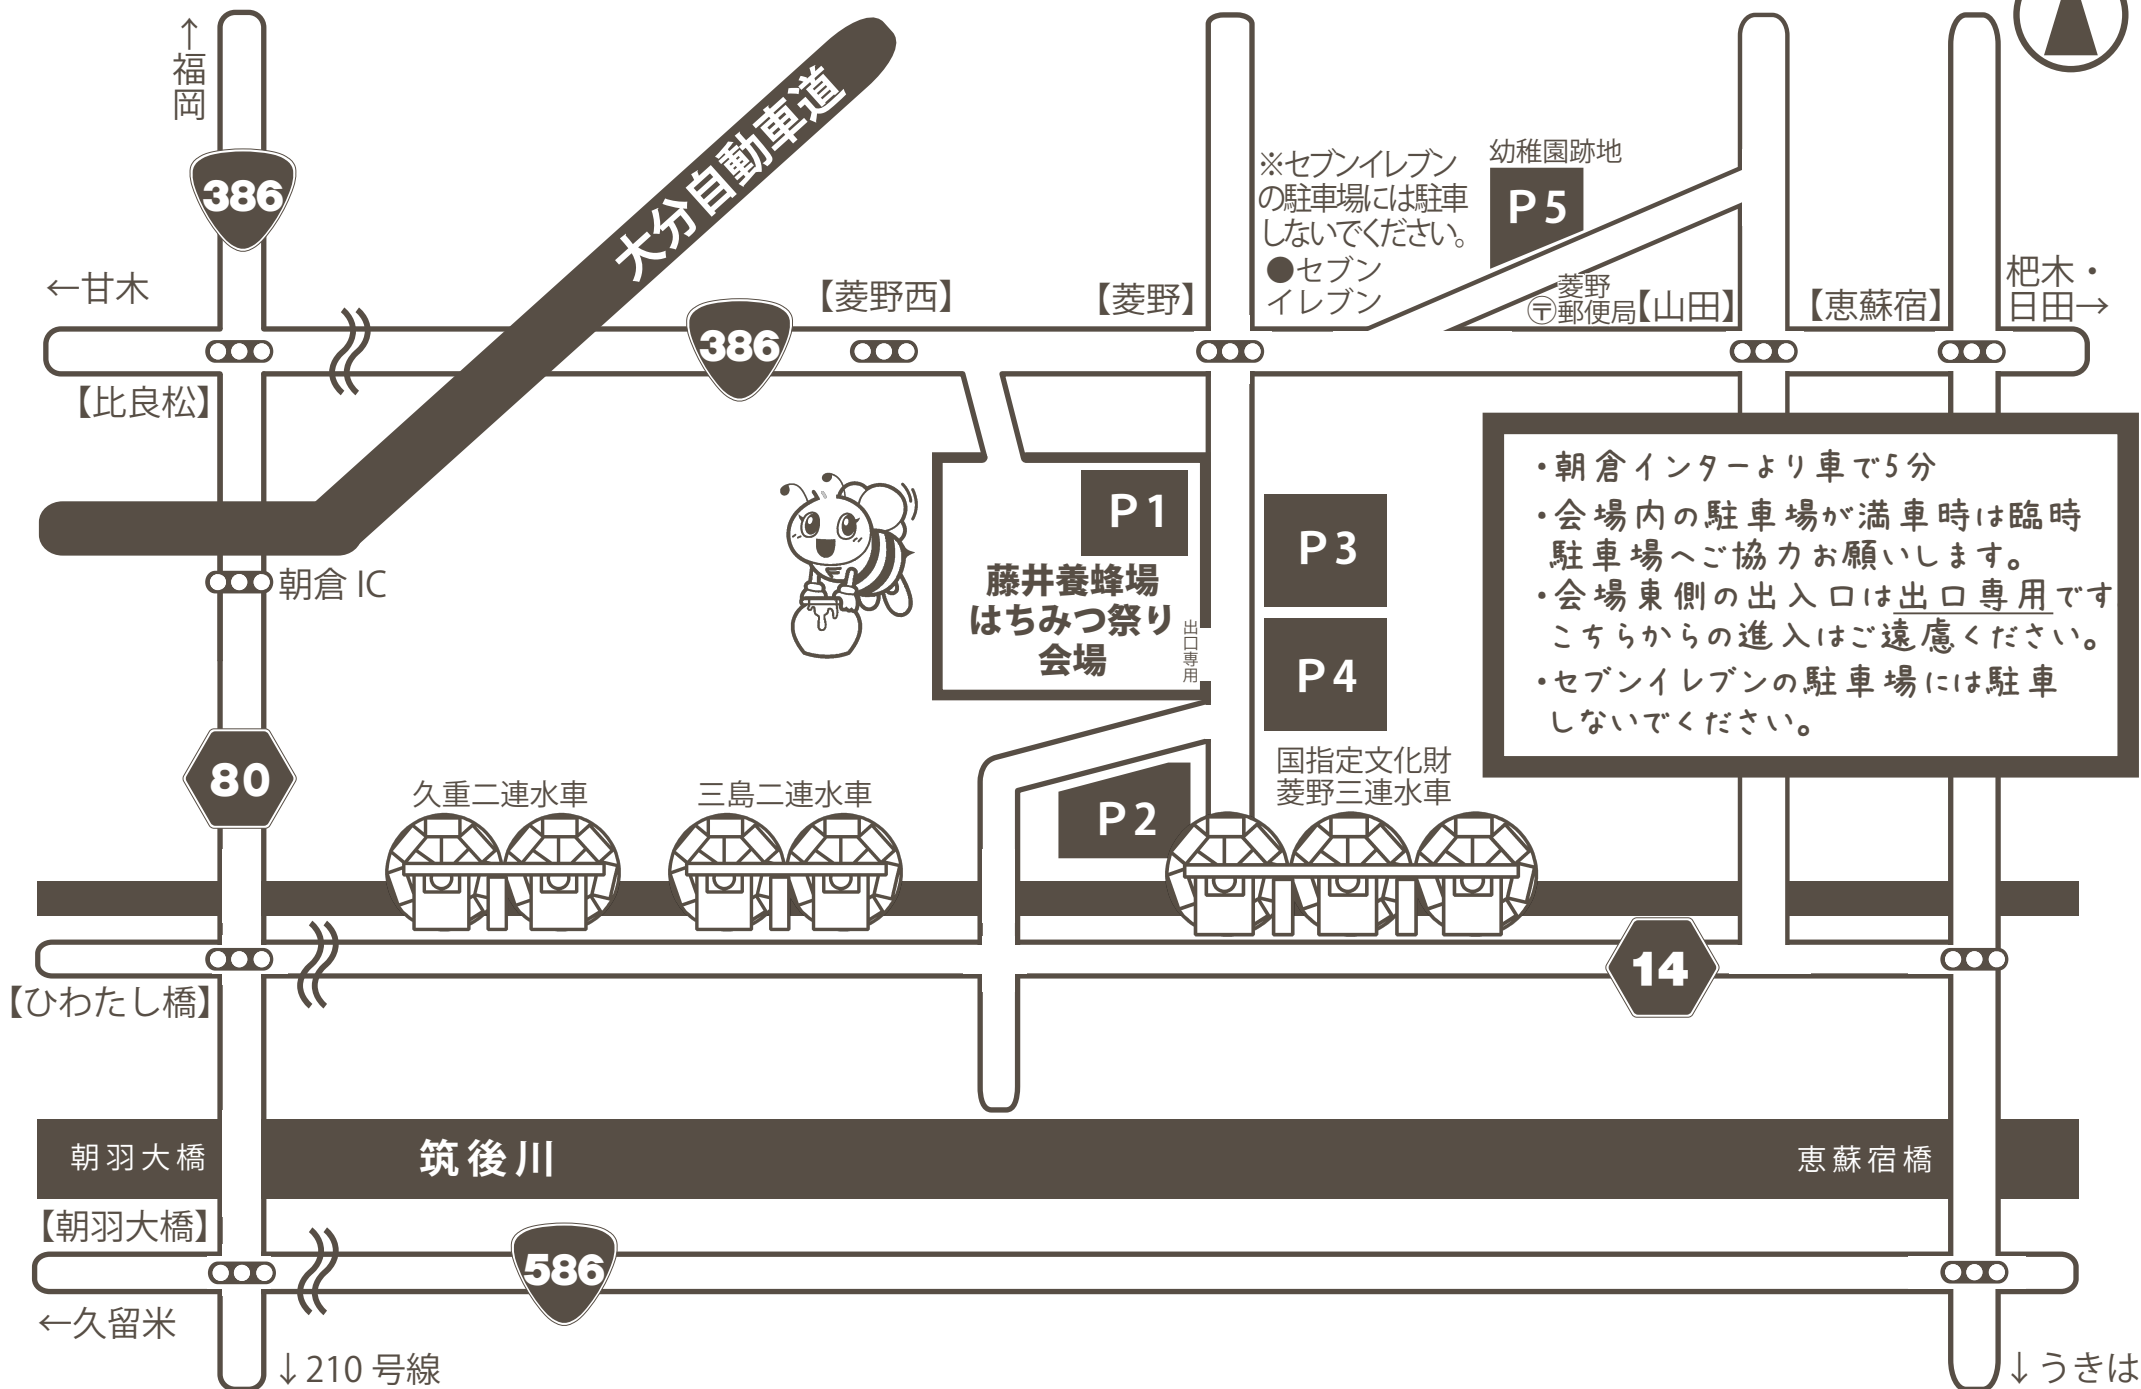 ↑福岡
386
大分自動車道
※セブンイレブン
の駐車場には駐車
しないでください。
●セブン
イレブン
幼稚園跡地
P5
←甘木
386
【菱野西】
【菱野】
菱野
〒郵便局
【山田】
【恵蘇宿】
杷木・
日田→
【比良松】
朝倉 IC
P1
藤井養蜂場
はちみつ祭り
会場
出口専用
P3
P4
・朝倉インターより車で5分
・会場内の駐車場が満車時は臨時
駐車場へご協力お願いします。
・会場東側の出入口は出口専用です
こちらからの進入はご遠慮ください。
・セブンイレブンの駐車場には駐車
しないでください。
80
久重二連水車
三島二連水車
P2
国指定文化財
菱野三連水車
14
【ひわたし橋】
朝羽大橋
筑後川
恵蘇宿橋
【朝羽大橋】
586
←久留米
↓210 号線
↓うきは